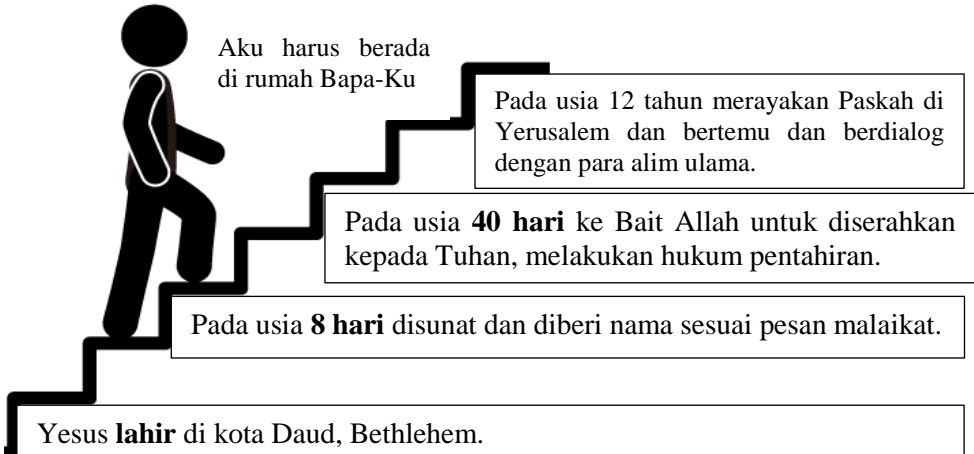 Aku harus berada
di rumah Bapa-Ku
Pada usia 12 tahun merayakan Paskah di
Yerusalem dan bertemu dan berdialog
dengan para alim ulama.
Pada usia 40 hari ke Bait Allah untuk diserahkan
kepada Tuhan, melakukan hukum pentahiran.
Pada usia 8 hari disunat dan diberi nama sesuai pesan malaikat.
Yesus lahir di kota Daud, Bethlehem.